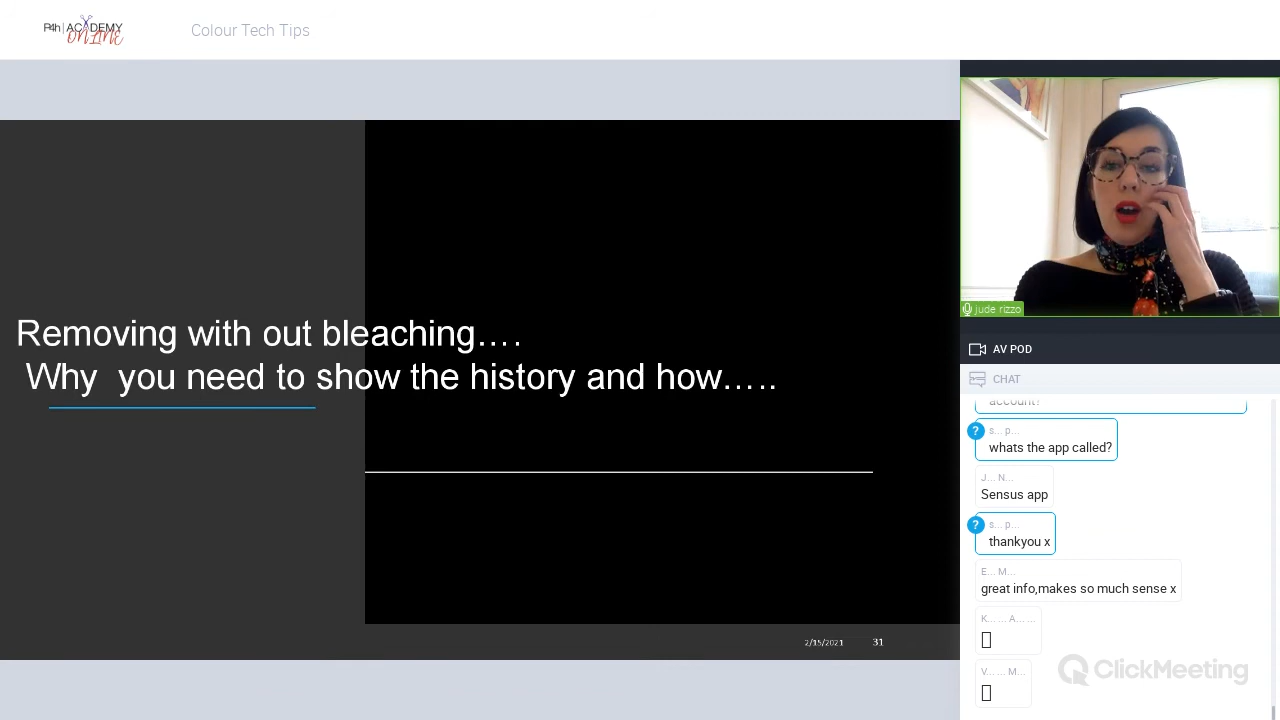 P4h | ACADEMY
ONLINE
Colour Tech Tips
Removing with out bleaching….
Why  you need to show the history and how…..
2/15/2021
31
jude rizzo
AV POD
CHAT
account?
?
s... p...
whats the app called?
J... N...
Sensus app
?
s... p...
thankyou x
E... M...
great info,makes so much sense x
K... ... A... ...
V... ... M...
ClickMeeting